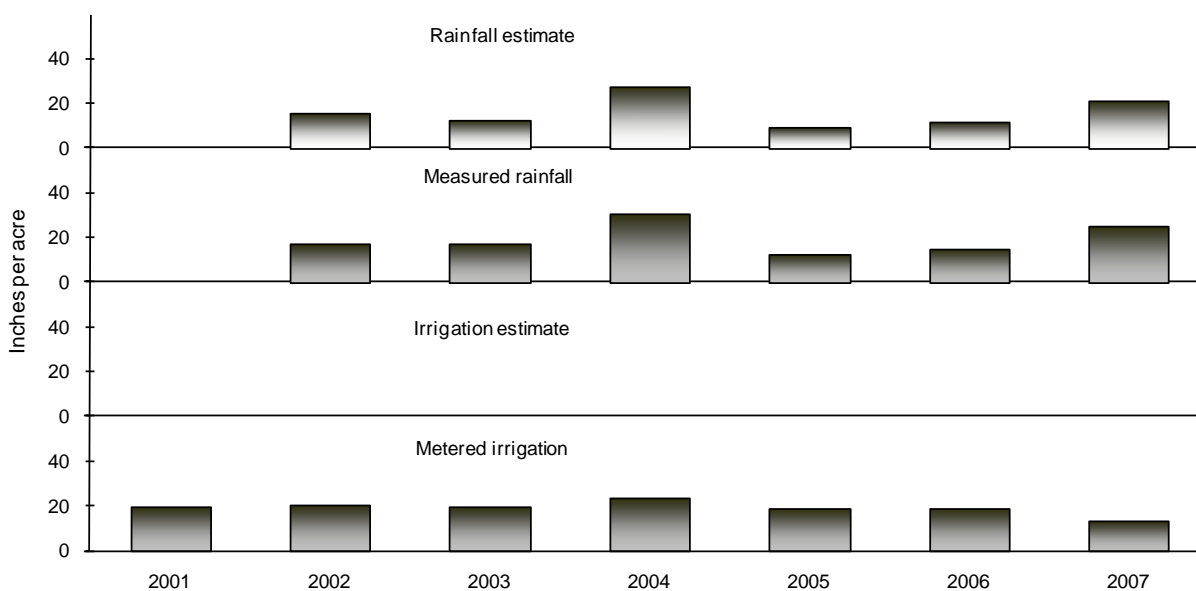 Rainfall estimate
40
20
0
Measured rainfall
40
20
0
Irrigation estimate
40
20
0
Metered irrigation
40
20
0
Inches per acre
2001 2002 2003 2004 2005 2006 2007